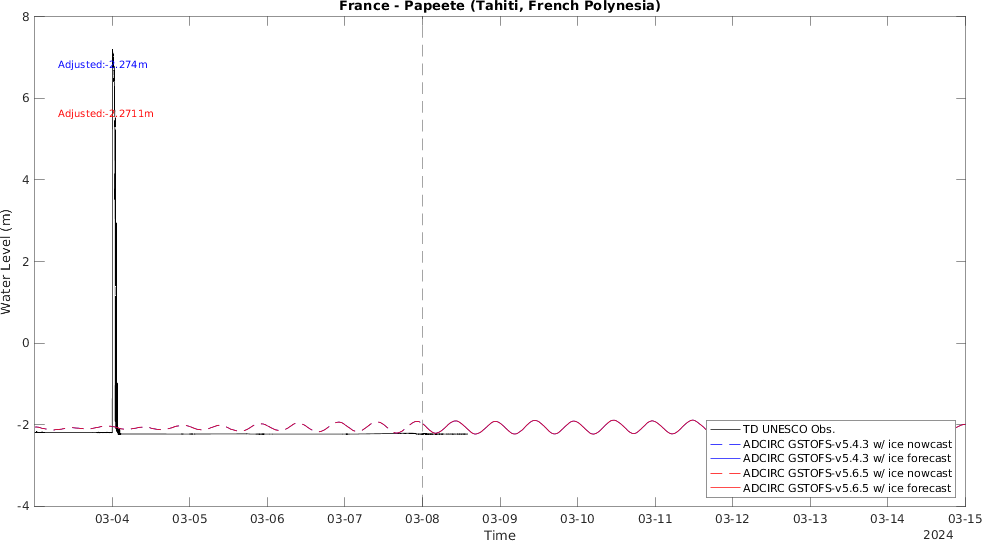 France - Papeete (Tahiti, French Polynesia)
8
6
4
2
0
-2
-4
Water Level (m)
Adjusted:-2.274m
Adjusted:-2.2711m
TD UNESCO Obs.
ADCIRC GSTOFS-v5.4.3 w/ ice nowcast
ADCIRC GSTOFS-v5.4.3 w/ ice forecast
ADCIRC GSTOFS-v5.6.5 w/ ice nowcast
ADCIRC GSTOFS-v5.6.5 w/ ice forecast
03-04 03-05 03-06 03-07 03-08 03-09 03-10 03-11 03-12 03-13 03-14 03-15
Time
2024